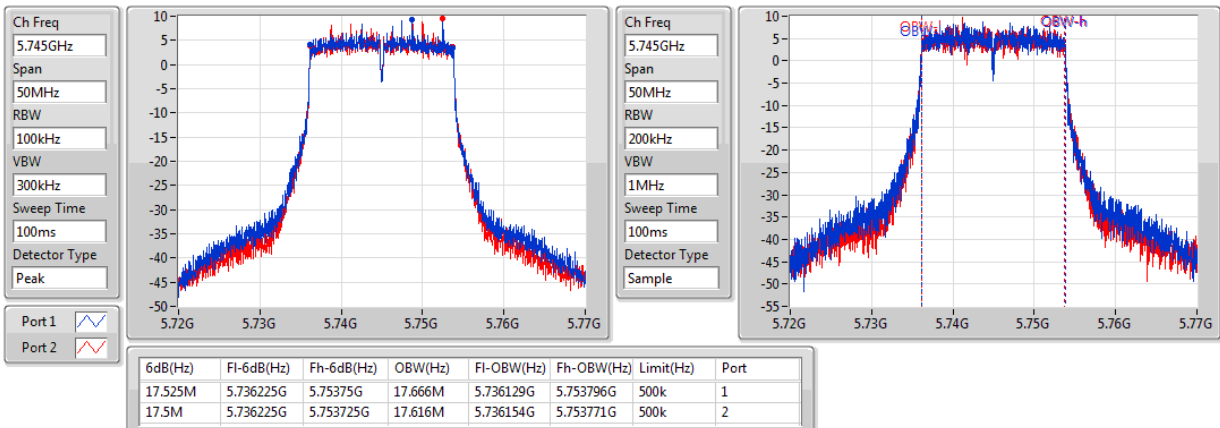 Ch Freq
5.745GHz
Span
50MHz
RBW
100kHz
VBW
300kHz
Sweep Time
100ms
Detector Type
Peak
Port 1
Port 2
10
5
0
-5
-10
-15
-20
-25
-30
-35
-40
-45
-50
5.72G 5.73G 5.74G 5.75G 5.76G 5.77G
Ch Freq
5.745GHz
Span
50MHz
RBW
200kHz
VBW
1MHz
Sweep Time
100ms
Detector Type
Sample
OBW-l OBW-h
10
5
0
-5
-10
-15
-20
-25
-30
-35
-40
-45
-50
-55
5.72G 5.73G 5.74G 5.75G 5.76G 5.77G
6dB(Hz) Fl-6dB(Hz) Fh-6dB(Hz) OBW(Hz) Fl-OBW(Hz) Fh-OBW(Hz) Limit(Hz) Port
17.525M 5.736225G 5.75375G 17.666M 5.736129G 5.753796G 500k 1
17.5M 5.736225G 5.753725G 17.616M 5.736154G 5.753771G 500k 2